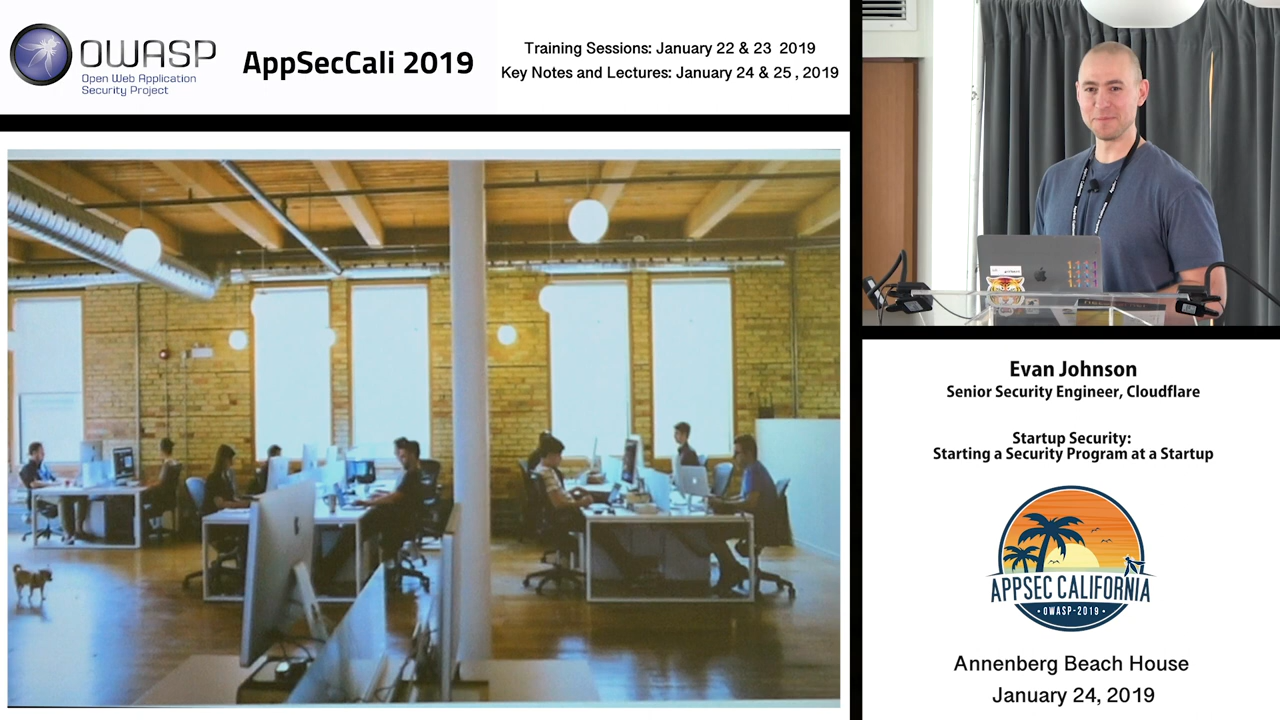 OWASP
Open Web Application
Security Project
AppSecCali 2019
Training Sessions: January 22 & 23 2019
Key Notes and Lectures: January 24 & 25 , 2019
Evan Johnson
Senior Security Engineer, Cloudflare
Startup Security:
Starting a Security Program at a Startup
APPSEC CALIFORNIA
· OWASP-2019 ·
Annenberg Beach House
January 24, 2019